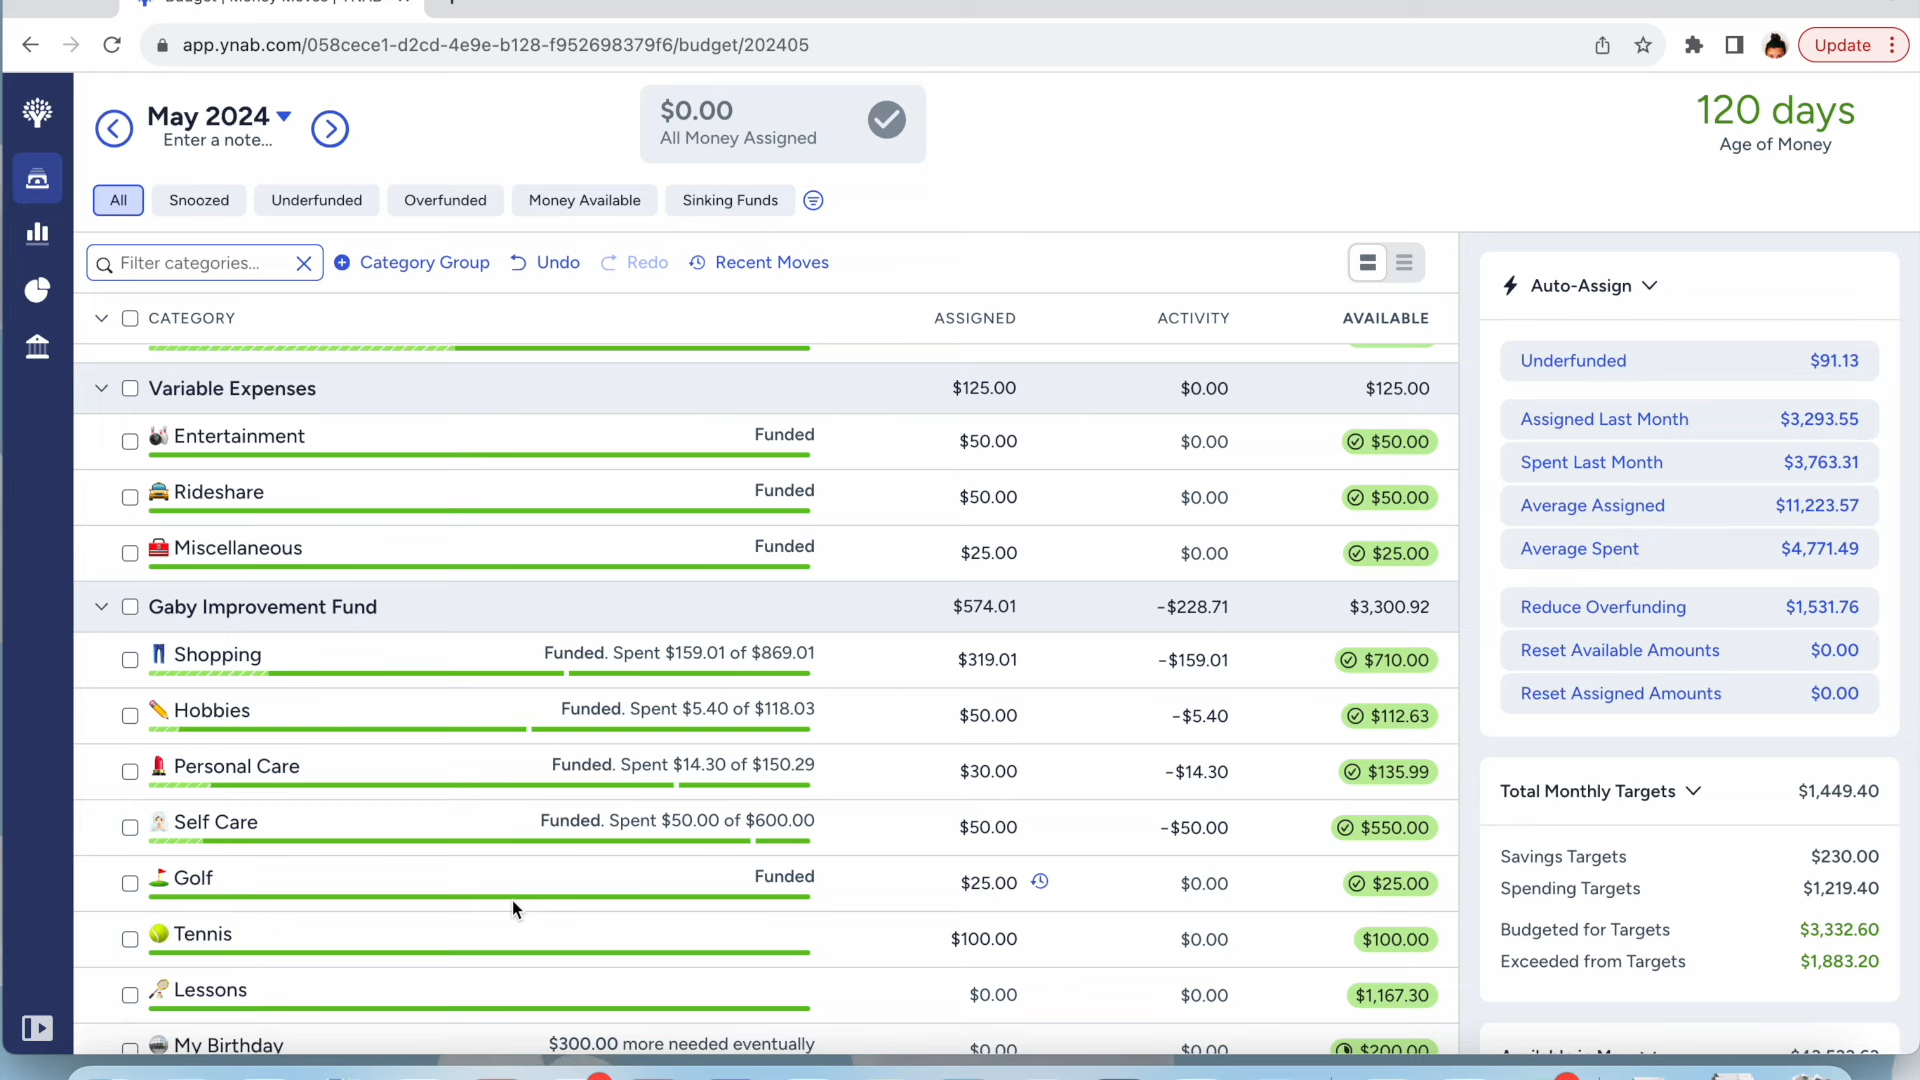 app.ynab.com/058cece1-d2cd-4e9e-b128-f952698379f6/budget/202405
Update
May 2024
Enter a note...
$0.00
All Money Assigned
120 days
Age of Money
All
Snoozed
Underfunded
Overfunded
Money Available
Sinking Funds
Filter categories...
Category Group
Undo
Redo
Recent Moves
CATEGORY ASSIGNED ACTIVITY AVAILABLE
Variable Expenses $125.00 $0.00 $125.00
Entertainment Funded $50.00 $0.00 $50.00
Rideshare Funded $50.00 $0.00 $50.00
Miscellaneous Funded $25.00 $0.00 $25.00
Gaby Improvement Fund $574.01 -$228.71 $3,300.92
Shopping Funded. Spent $159.01 of $869.01 $319.01 -$159.01 $710.00
Hobbies Funded. Spent $5.40 of $118.03 $50.00 -$5.40 $112.63
Personal Care Funded. Spent $14.30 of $150.29 $30.00 -$14.30 $135.99
Self Care Funded. Spent $50.00 of $600.00 $50.00 -$50.00 $550.00
Golf Funded $25.00 $0.00 $25.00
Tennis $100.00 $0.00 $100.00
Lessons $0.00 $0.00 $1,167.30
My Birthday $300.00 more needed eventually $0.00 $0.00 $200.00
Auto-Assign
Underfunded $91.13
Assigned Last Month $3,293.55
Spent Last Month $3,763.31
Average Assigned $11,223.57
Average Spent $4,771.49
Reduce Overfunding $1,531.76
Reset Available Amounts $0.00
Reset Assigned Amounts $0.00
Total Monthly Targets $1,449.40
Savings Targets $230.00
Spending Targets $1,219.40
Budgeted for Targets $3,332.60
Exceeded from Targets $1,883.20